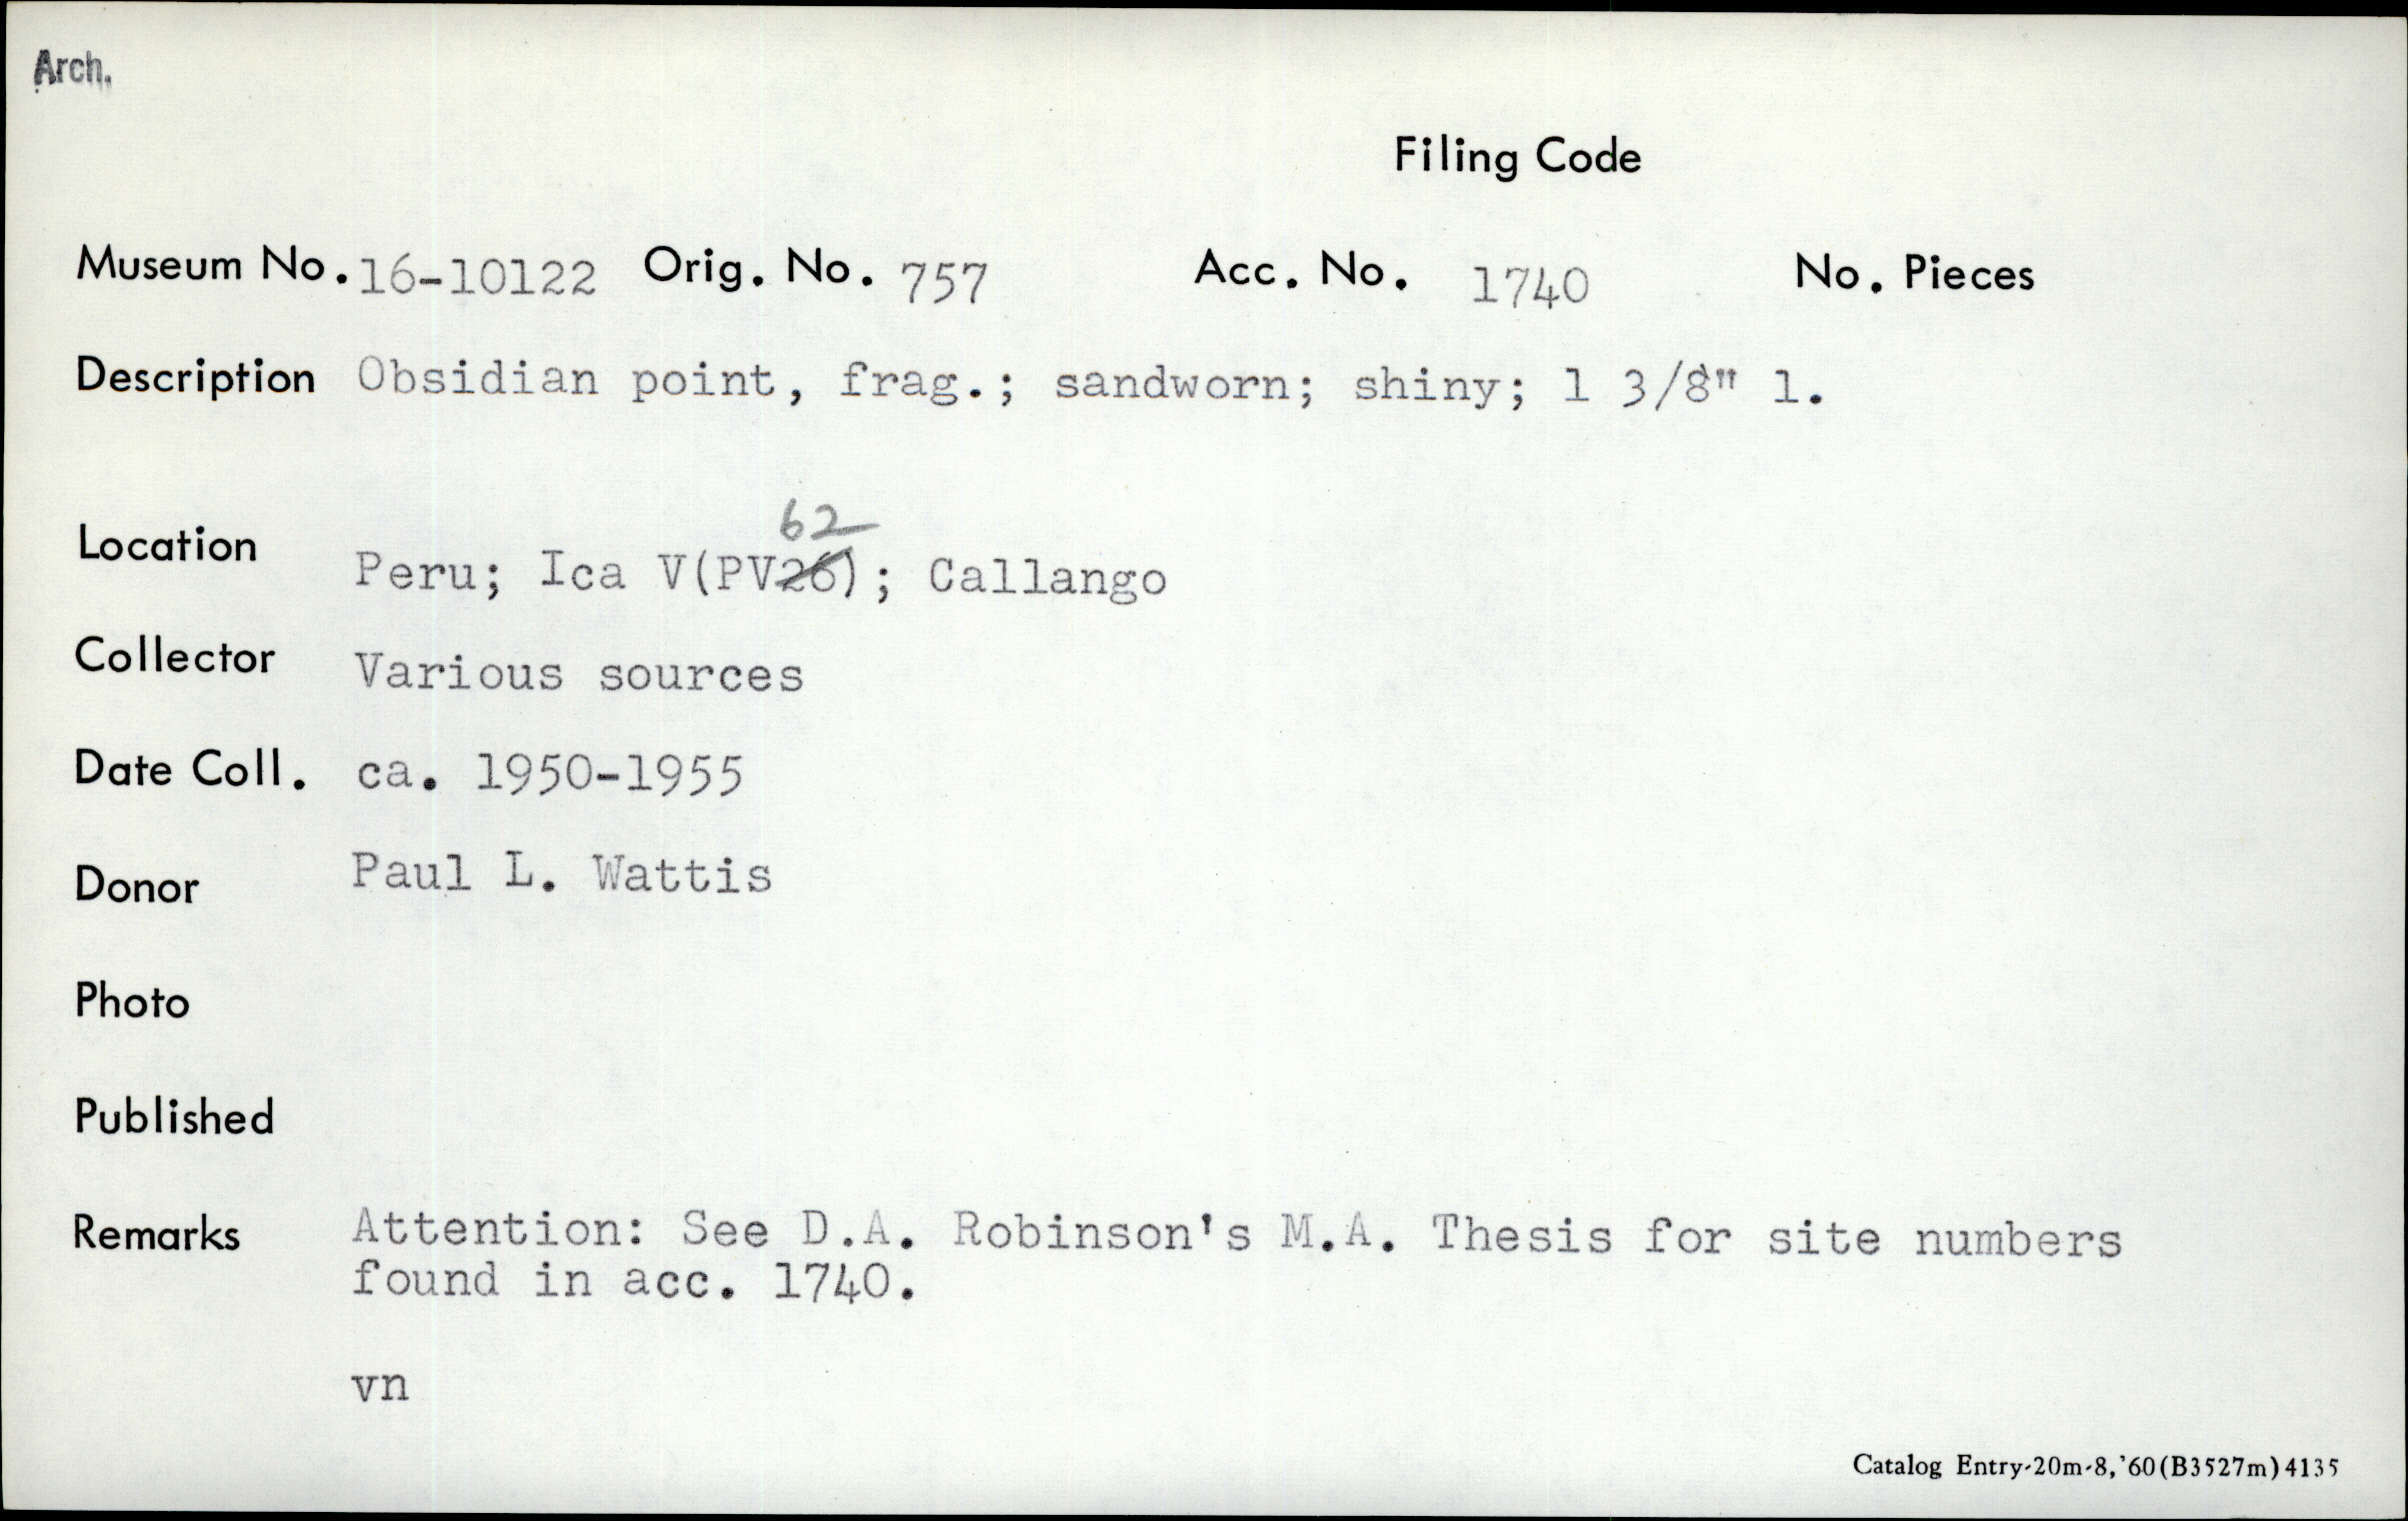 Arch.
Filing Code
Museum No. 16-10122 Orig. No. 757 Acc. No. 1740 No. Pieces
Description Obsidian point, frag.; sandworn; shiny; 1 3/8" l.
62
Location Peru; Ica V(PV26); Callango
Collector Various sources
Date Coll. ca. 1950-1955
Donor Paul L. Wattis
Photo
Published
Remarks Attention: See D.A. Robinson's M.A. Thesis for site numbers
found in acc. 1740.
vn
Catalog Entry-20m-8,'60(B3527m)4135